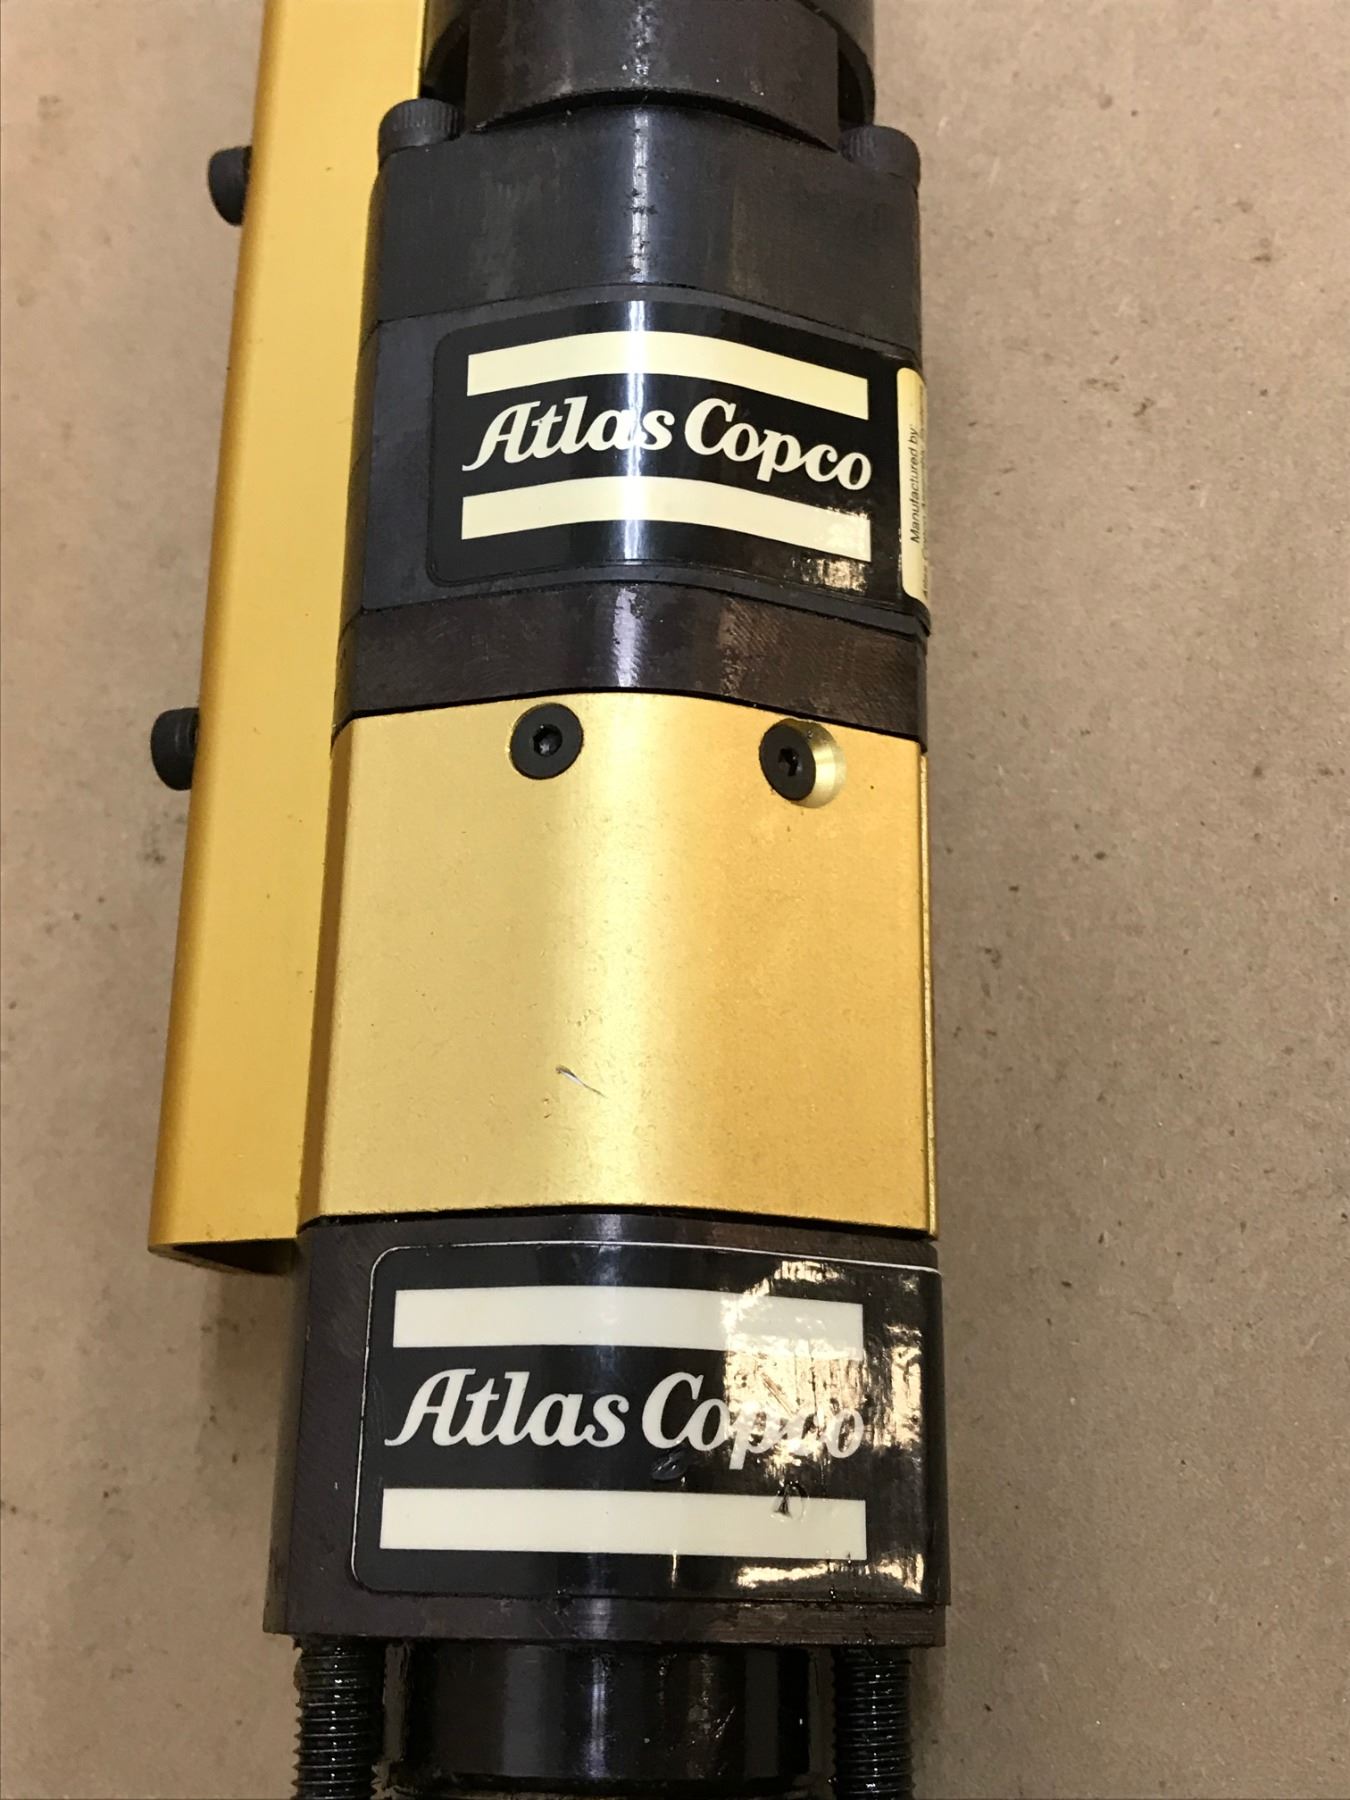 Atlas Copco
Manufactured by:
Atlas Copco